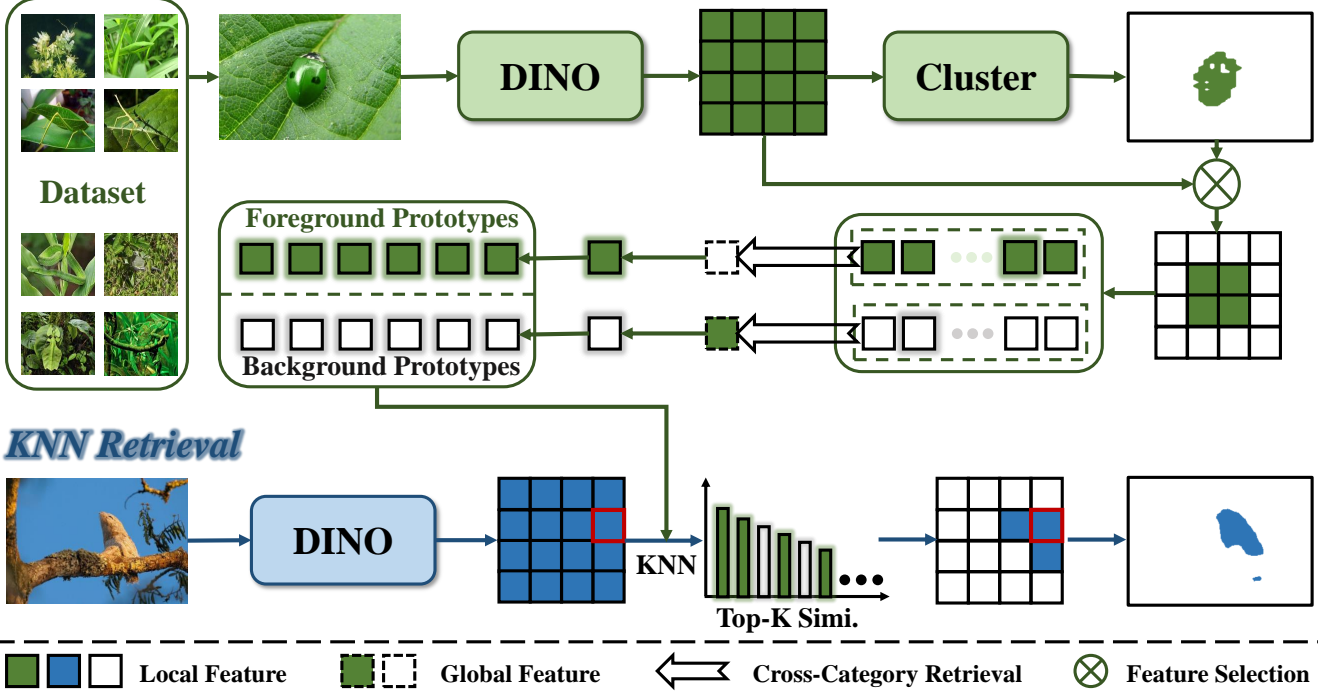 DINO
Cluster
Dataset
Foreground Prototypes
Background Prototypes
KNN Retrieval
DINO
KNN
Top-K Simi.
Local Feature
Global Feature
Cross-Category Retrieval
Feature Selection